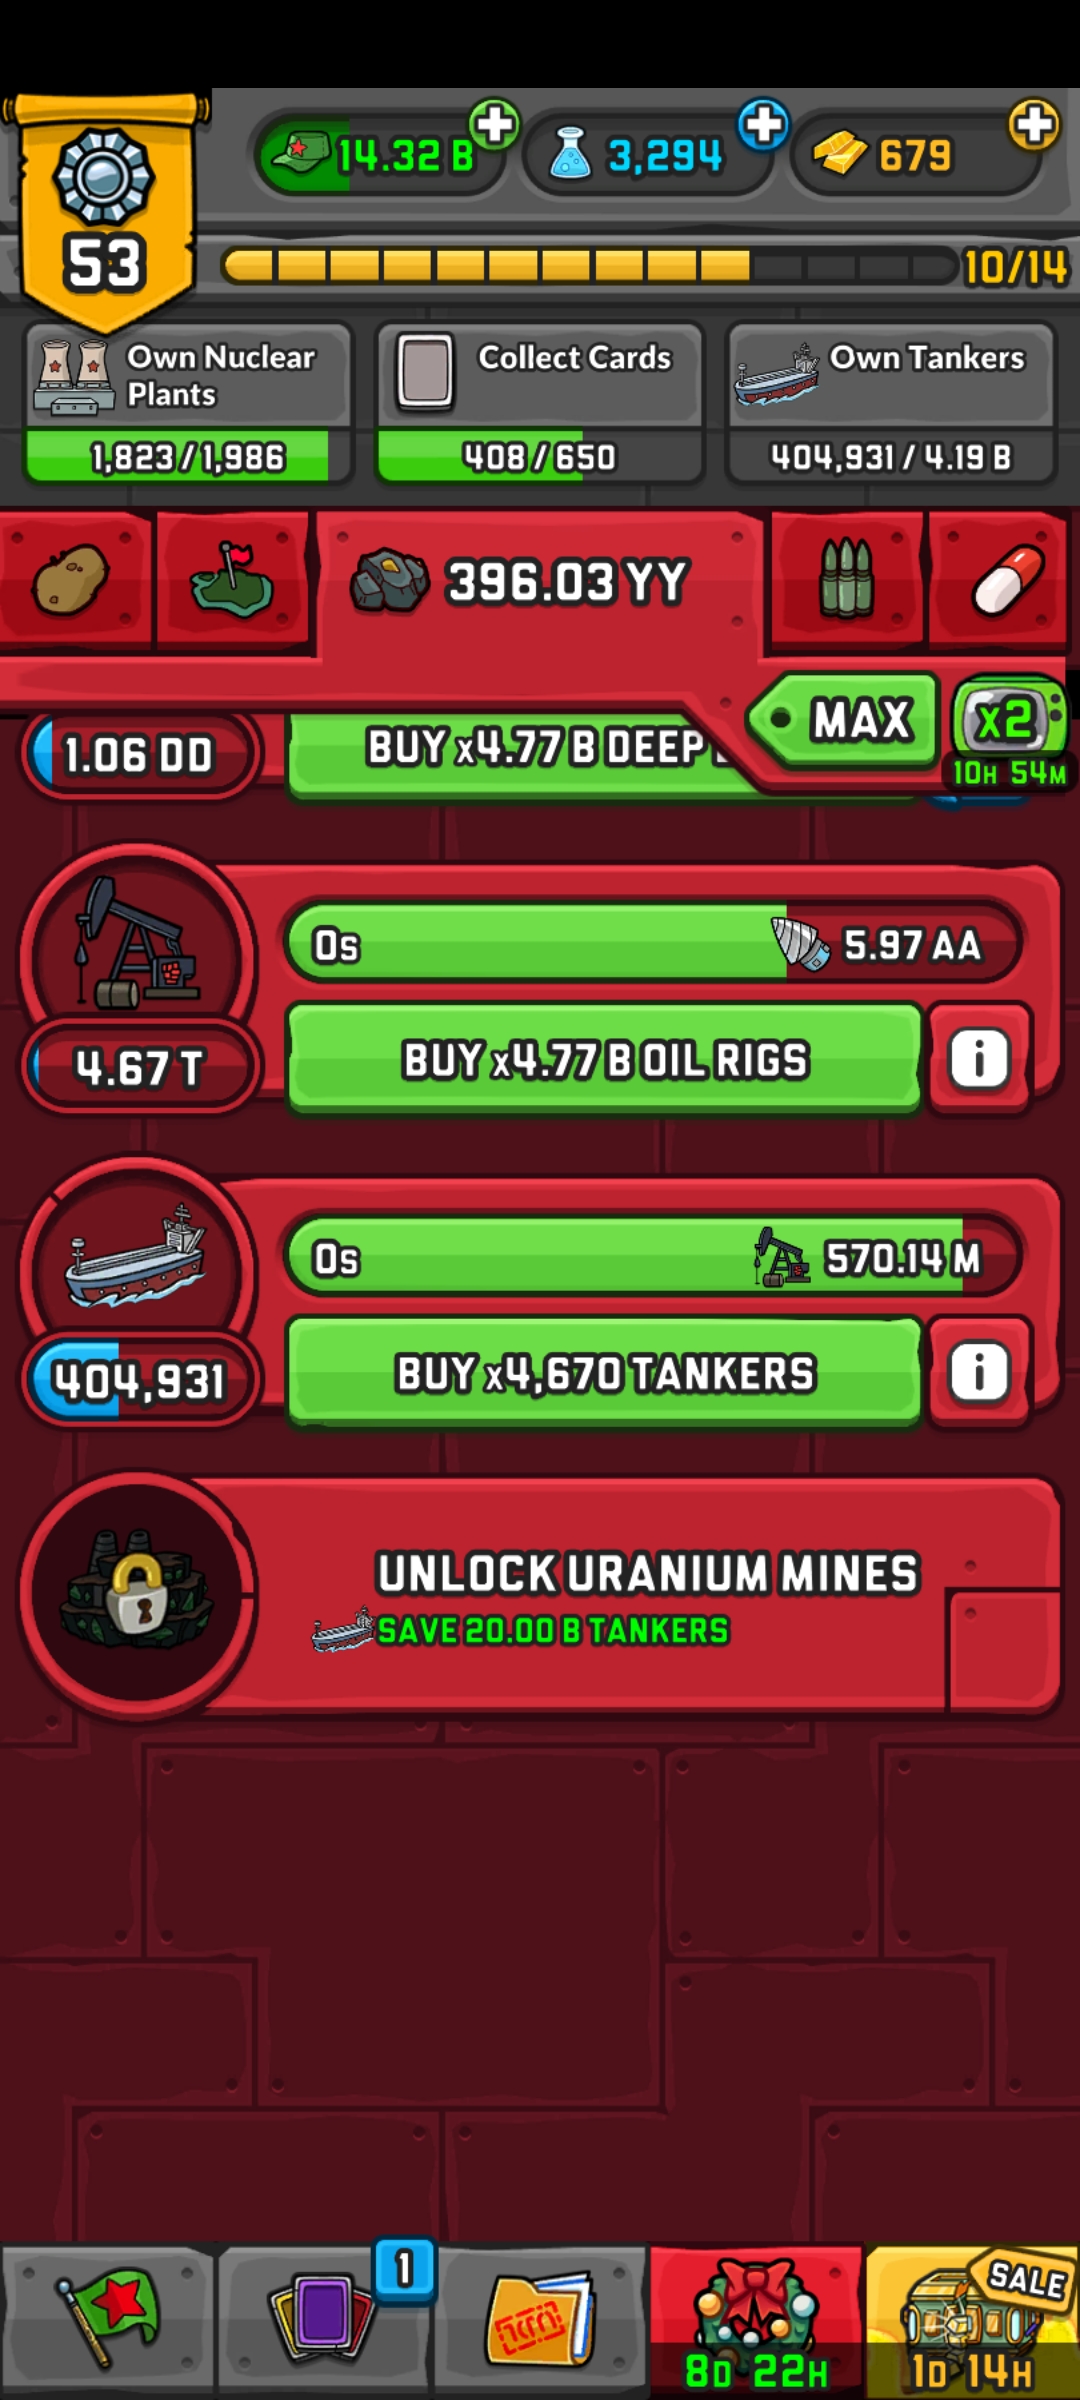 14.32 B
3,294
679
53
10/14
Own Nuclear
Plants
1,823/1,986
Collect Cards
408/650
Own Tankers
404,931/4.19 B
396.03 YY
MAX
x2
10H 54M
1.06 DD
BUY x4.77 B DEEP
0s
5.97 AA
4.67 T
BUY x4.77 B OIL RIGS
i
0s
570.14 M
404,931
BUY x4,670 TANKERS
i
UNLOCK URANIUM MINES
SAVE 20.00 B TANKERS
1
SALE
8D 22H
1D 14H